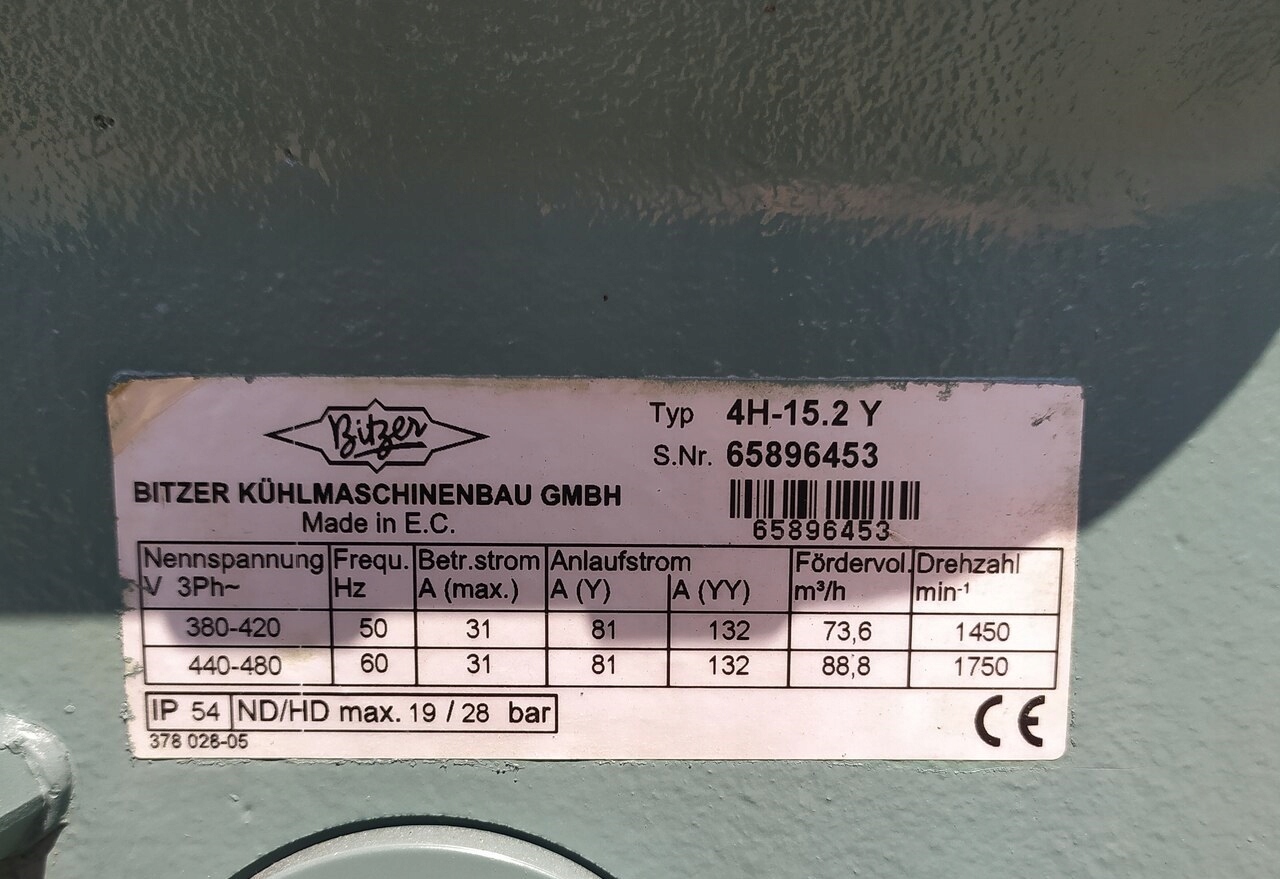 Bitzer
BITZER KÜHLMASCHINENBAU GMBH
Made in E.C.
Typ 4H-15.2 Y
S.Nr. 65896453
65896453
Nennspannung Frequ. Betr.strom Anlaufstrom Fördervol. Drehzahl
V 3Ph~ Hz A (max.) A (Y) A (YY) m³/h min-¹
380-420 50 31 81 132 73,6 1450
440-480 60 31 81 132 88,8 1750
IP 54 ND/HD max. 19 / 28 bar
378 028-05
CE